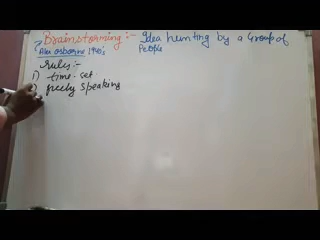 Brainstorming:- Idea hunting by a Group of
People
Alex osborne 1940's
Rules:-
1) time-set
2) freely speaking